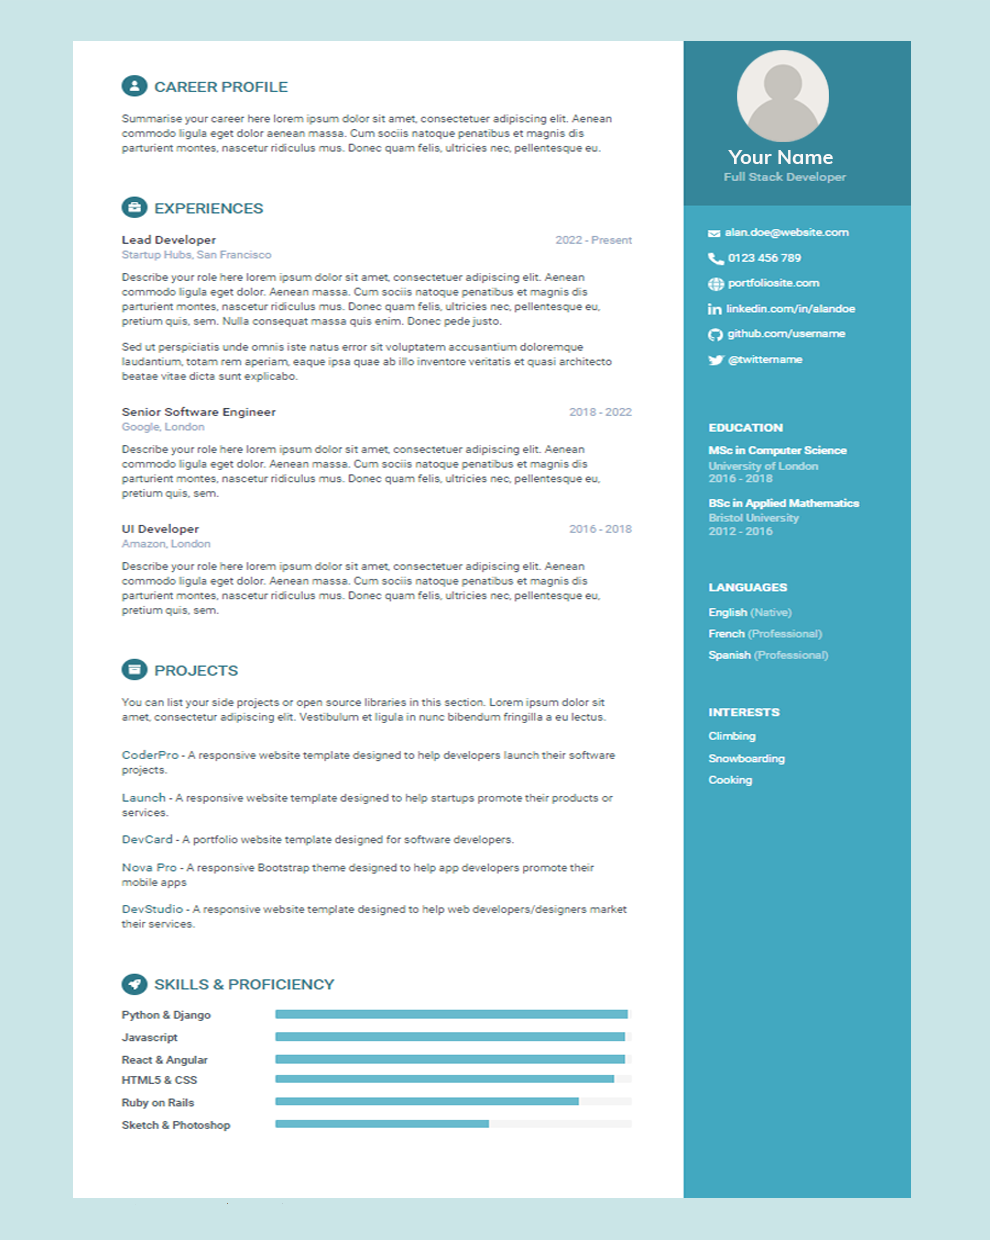 CAREER PROFILE
Summarise your career here lorem ipsum dolor sit amet, consectetuer adipiscing elit. Aenean
commodo ligula eget dolor aenean massa. Cum sociis natoque penatibus et magnis dis
parturient montes, nascetur ridiculus mus. Donec quam felis, ultricies nec, pellentesque eu.
EXPERIENCES
Lead Developer
2022 - Present
Startup Hubs, San Francisco
Describe your role here lorem ipsum dolor sit amet, consectetuer adipiscing elit. Aenean
commodo ligula eget dolor. Aenean massa. Cum sociis natoque penatibus et magnis dis
parturient montes, nascetur ridiculus mus. Donec quam felis, ultricies nec, pellentesque eu,
pretium quis, sem. Nulla consequat massa quis enim. Donec pede justo.
Sed ut perspiciatis unde omnis iste natus error sit voluptatem accusantium doloremque
laudantium, totam rem aperiam, eaque ipsa quae ab illo inventore veritatis et quasi architecto
beatae vitae dicta sunt explicabo.
Senior Software Engineer
2018 - 2022
Google, London
Describe your role here lorem ipsum dolor sit amet, consectetuer adipiscing elit. Aenean
commodo ligula eget dolor. Aenean massa. Cum sociis natoque penatibus et magnis dis
parturient montes, nascetur ridiculus mus. Donec quam felis, ultricies nec, pellentesque eu,
pretium quis, sem.
UI Developer
2016 - 2018
Amazon, London
Describe your role here lorem ipsum dolor sit amet, consectetuer adipiscing elit. Aenean
commodo ligula eget dolor. Aenean massa. Cum sociis natoque penatibus et magnis dis
parturient montes, nascetur ridiculus mus. Donec quam felis, ultricies nec, pellentesque eu,
pretium quis, sem.
PROJECTS
You can list your side projects or open source libraries in this section. Lorem ipsum dolor sit
amet, consectetur adipiscing elit. Vestibulum et ligula in nunc bibendum fringilla a eu lectus.
CoderPro - A responsive website template designed to help developers launch their software
projects.
Launch - A responsive website template designed to help startups promote their products or
services.
DevCard - A portfolio website template designed for software developers.
Nova Pro - A responsive Bootstrap theme designed to help app developers promote their
mobile apps
DevStudio - A responsive website template designed to help web developers/designers market
their services.
SKILLS & PROFICIENCY
Python & Django
Javascript
React & Angular
HTML5 & CSS
Ruby on Rails
Sketch & Photoshop
Your Name
Full Stack Developer
alan.doe@website.com
0123 456 789
portfoliosite.com
linkedin.com/in/alandoe
github.com/username
@twittername
EDUCATION
MSc in Computer Science
University of London
2016 - 2018
BSc in Applied Mathematics
Bristol University
2012 - 2016
LANGUAGES
English (Native)
French (Professional)
Spanish (Professional)
INTERESTS
Climbing
Snowboarding
Cooking